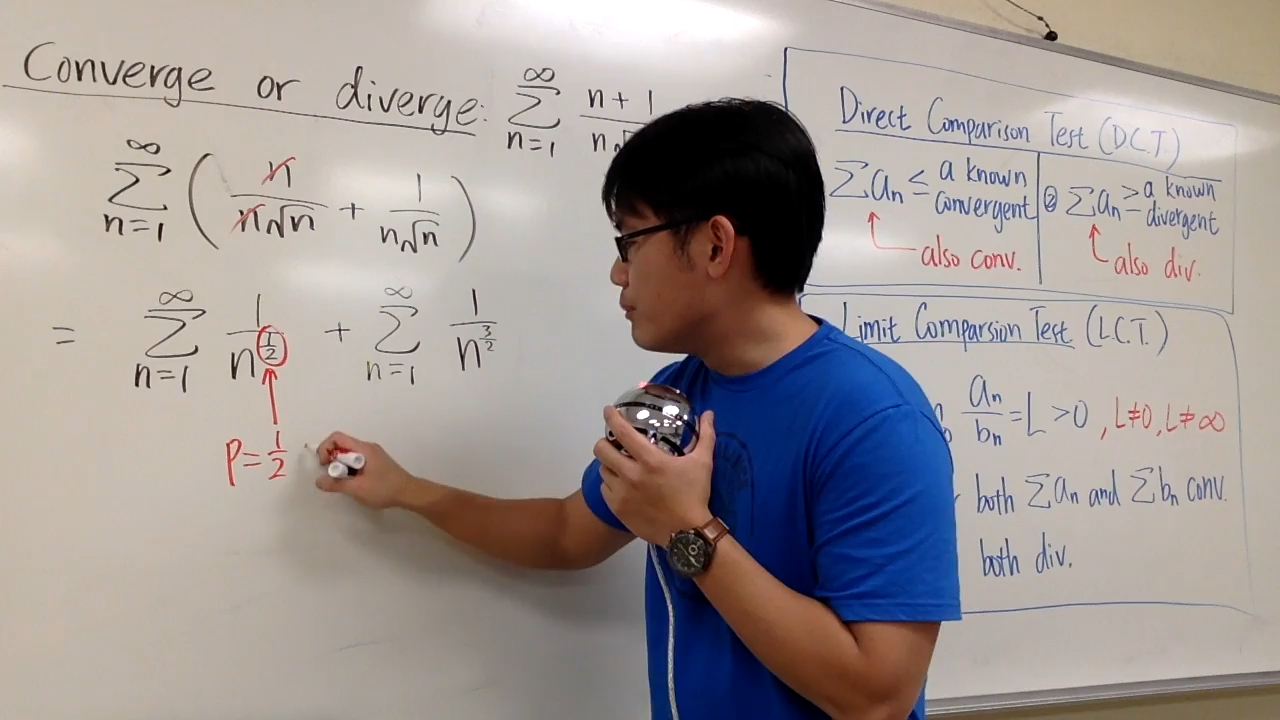 Converge or diverge: ∞ ∑ n=1 n+1 / n√
∞ ∑ n=1 ( n / n√n + 1 / n√n )
= ∞ ∑ n=1 1 / n^(1/2) + ∞ ∑ n=1 1 / n^(3/2)
P = 1/2
Direct Comparison Test (D.C.T.)
∑ an ≤ a known convergent
also conv.
② ∑ an ≥ a known divergent
also div.
Limit Comparsion Test (L.C.T.)
an / bn = L > 0, L≠0, L≠∞
both ∑ an and ∑ bn conv.
both div.